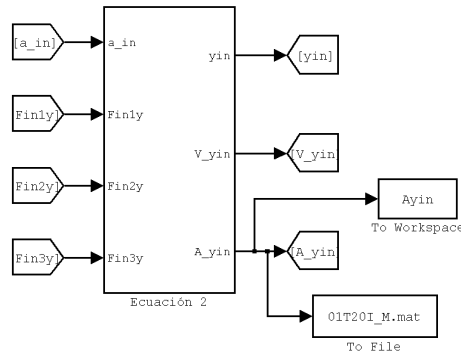 [a_in]
a_in
yin
[yin]
Fin1y]
Fin1y
V_yin
[V_yin]
Fin2y]
Fin2y
Ayin
To Workspace
Fin3y]
Fin3y
A_yin
[A_yin]
Ecuación 2
01T20I_M.mat
To File